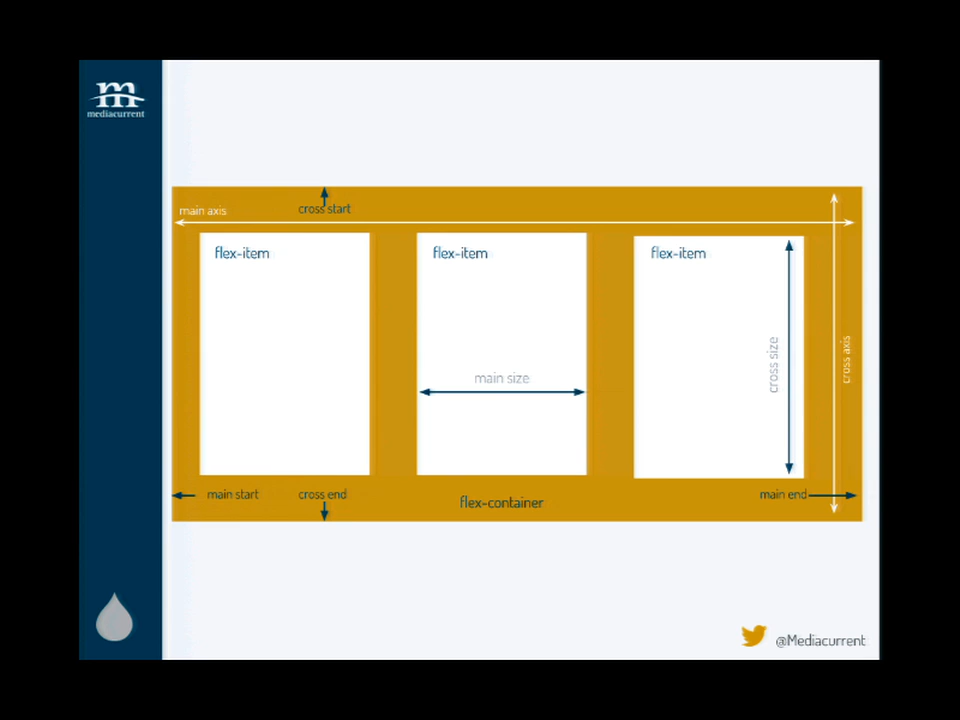 m
mediacurrent
main axis
cross start
flex-item
flex-item
flex-item
main size
cross size
cross axis
main start
cross end
flex-container
main end
@Mediacurrent